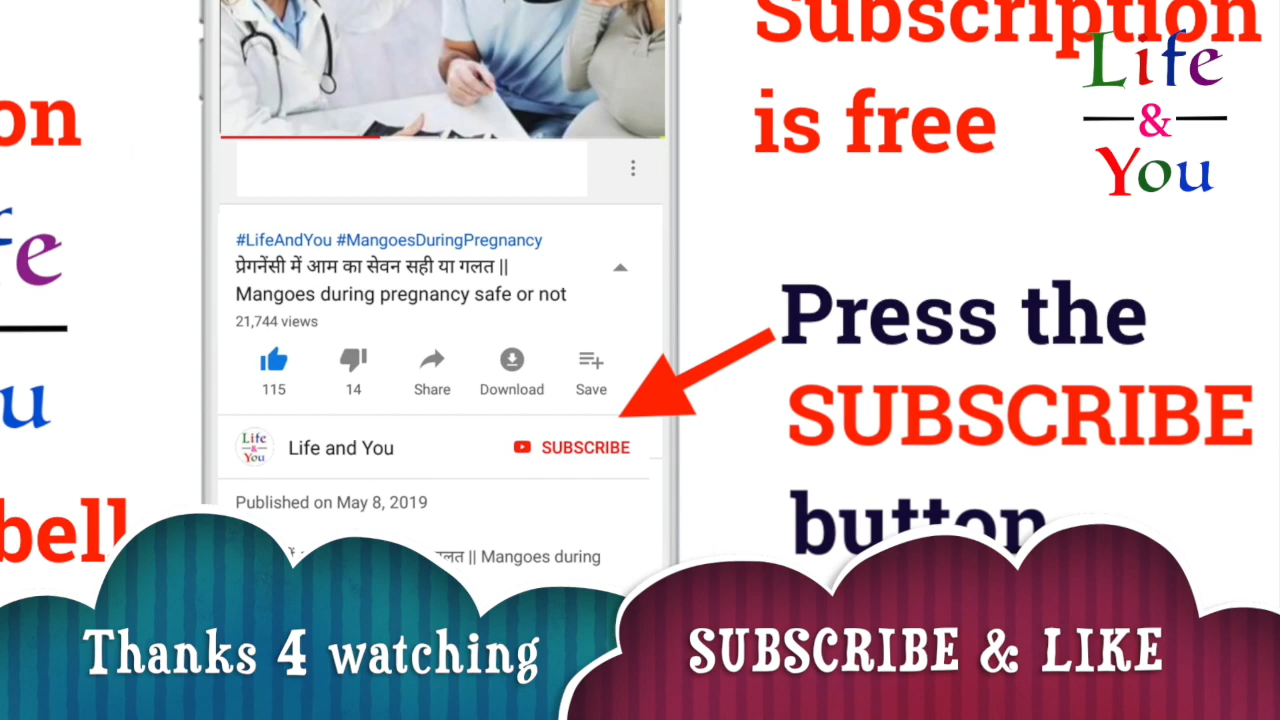 on
fe
u
bell
#LifeAndYou #MangoesDuringPregnancy
प्रेगनेंसी में आम का सेवन सही या गलत ||
Mangoes during pregnancy safe or not
21,744 views
115
14
Share
Download
Save
Life
&
You
Life and You
SUBSCRIBE
Published on May 8, 2019
गलत || Mangoes during
Subscription
is free
Life
&
You
Press the
SUBSCRIBE
button
Thanks 4 watching
SUBSCRIBE & LIKE